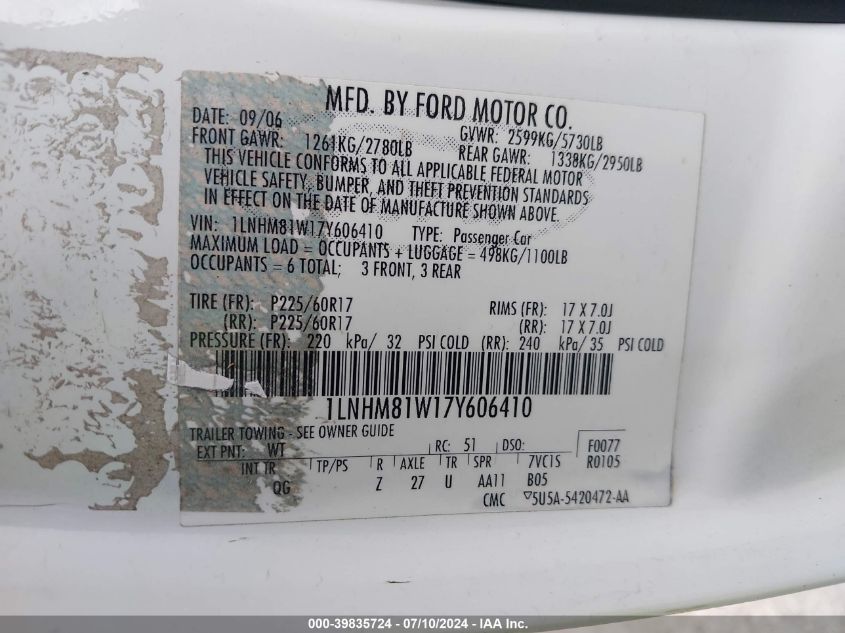 MFD. BY FORD MOTOR CO.
DATE: 09/06 GVWR: 2599KG/5730LB
FRONT GAWR: 1261KG/2780LB REAR GAWR: 1338KG/2950LB
THIS VEHICLE CONFORMS TO ALL APPLICABLE FEDERAL MOTOR
VEHICLE SAFETY, BUMPER, AND THEFT PREVENTION STANDARDS
IN EFFECT ON THE DATE OF MANUFACTURE SHOWN ABOVE.
VIN: 1LNHM81W17Y606410 TYPE: Passenger Car
MAXIMUM LOAD = OCCUPANTS + LUGGAGE = 498KG/1100LB
OCCUPANTS = 6 TOTAL; 3 FRONT, 3 REAR
TIRE (FR): P225/60R17 RIMS (FR): 17 X 7.0J
(RR): P225/60R17 (RR): 17 X 7.0J
PRESSURE (FR): 220 kPa/ 32 PSI COLD (RR): 240 kPa/ 35 PSI COLD
1LNHM81W17Y606410
TRAILER TOWING - SEE OWNER GUIDE
EXT PNT: WT RC: 51 DSO: F0077
INT TR TP/PS R AXLE TR SPR 7VC1S R0105
QG Z 27 U AA11 B05
CMC ▽5U5A-5420472-AA
000-39835724 - 07/10/2024 - IAA Inc.